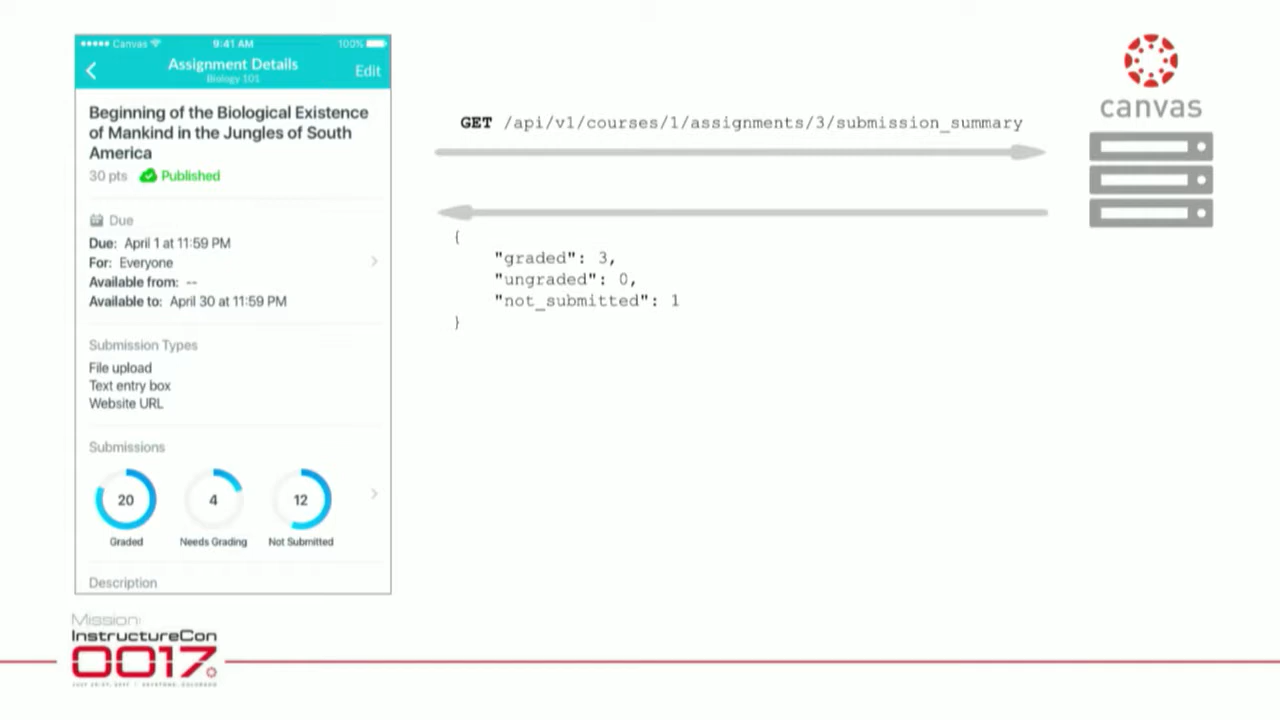 Canvas 9:41 AM 100%
Assignment Details
Biology 101
Edit
Beginning of the Biological Existence
of Mankind in the Jungles of South
America
30 pts Published
Due
Due: April 1 at 11:59 PM
For: Everyone
Available from: --
Available to: April 30 at 11:59 PM
Submission Types
File upload
Text entry box
Website URL
Submissions
20 4 12
Graded Needs Grading Not Submitted
Description
GET /api/v1/courses/1/assignments/3/submission_summary
{
"graded": 3,
"ungraded": 0,
"not_submitted": 1
}
canvas
Mission:
InstructureCon
0017